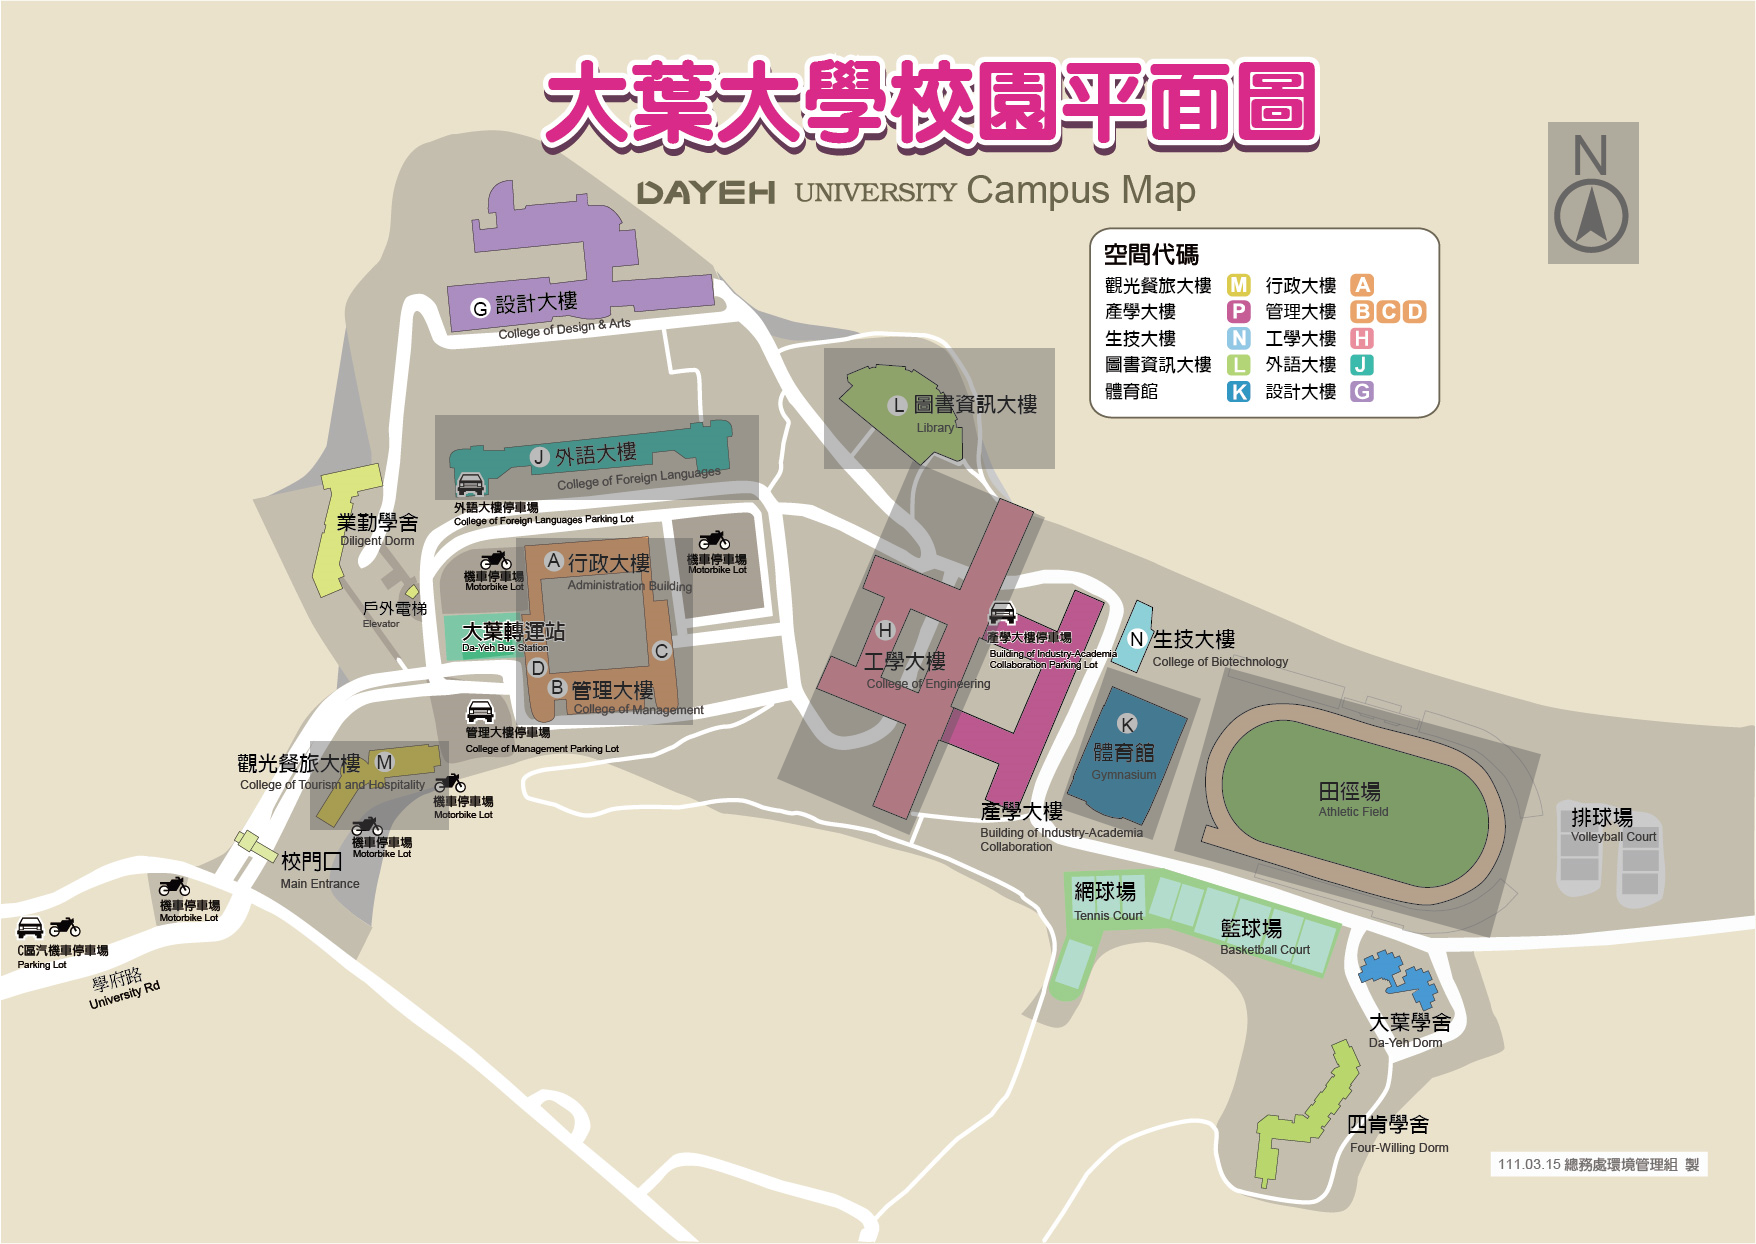 大葉大學校園平面圖
DAYEH UNIVERSITY Campus Map
N
空間代碼
觀光餐旅大樓 M 行政大樓 A
產學大樓 P 管理大樓 B C D
生技大樓 N 工學大樓 H
圖書資訊大樓 L 外語大樓 J
體育館 K 設計大樓 G
G 設計大樓
College of Design & Arts
L 圖書資訊大樓
Library
J 外語大樓
College of Foreign Languages
外語大樓停車場
College of Foreign Languages Parking Lot
業勤學舍
Diligent Dorm
機車停車場
Motorbike Lot
A 行政大樓
Administration Building
機車停車場
Motorbike Lot
戶外電梯
Elevator
大葉轉運站
Da-Yeh Bus Station
C
D
B 管理大樓
College of Management
管理大樓停車場
College of Management Parking Lot
H
工學大樓
College of Engineering
產學大樓停車場
Building of Industry-Academia
Collaboration Parking Lot
N 生技大樓
College of Biotechnology
K
體育館
Gymnasium
觀光餐旅大樓 M
College of Tourism and Hospitality
機車停車場
Motorbike Lot
機車停車場
Motorbike Lot
產學大樓
Building of Industry-Academia
Collaboration
田徑場
Athletic Field
排球場
Volleyball Court
校門口
Main Entrance
機車停車場
Motorbike Lot
C區汽機車停車場
Parking Lot
學府路
University Rd
網球場
Tennis Court
籃球場
Basketball Court
大葉學舍
Da-Yeh Dorm
四肯學舍
Four-Willing Dorm
111.03.15 總務處環境管理組 製